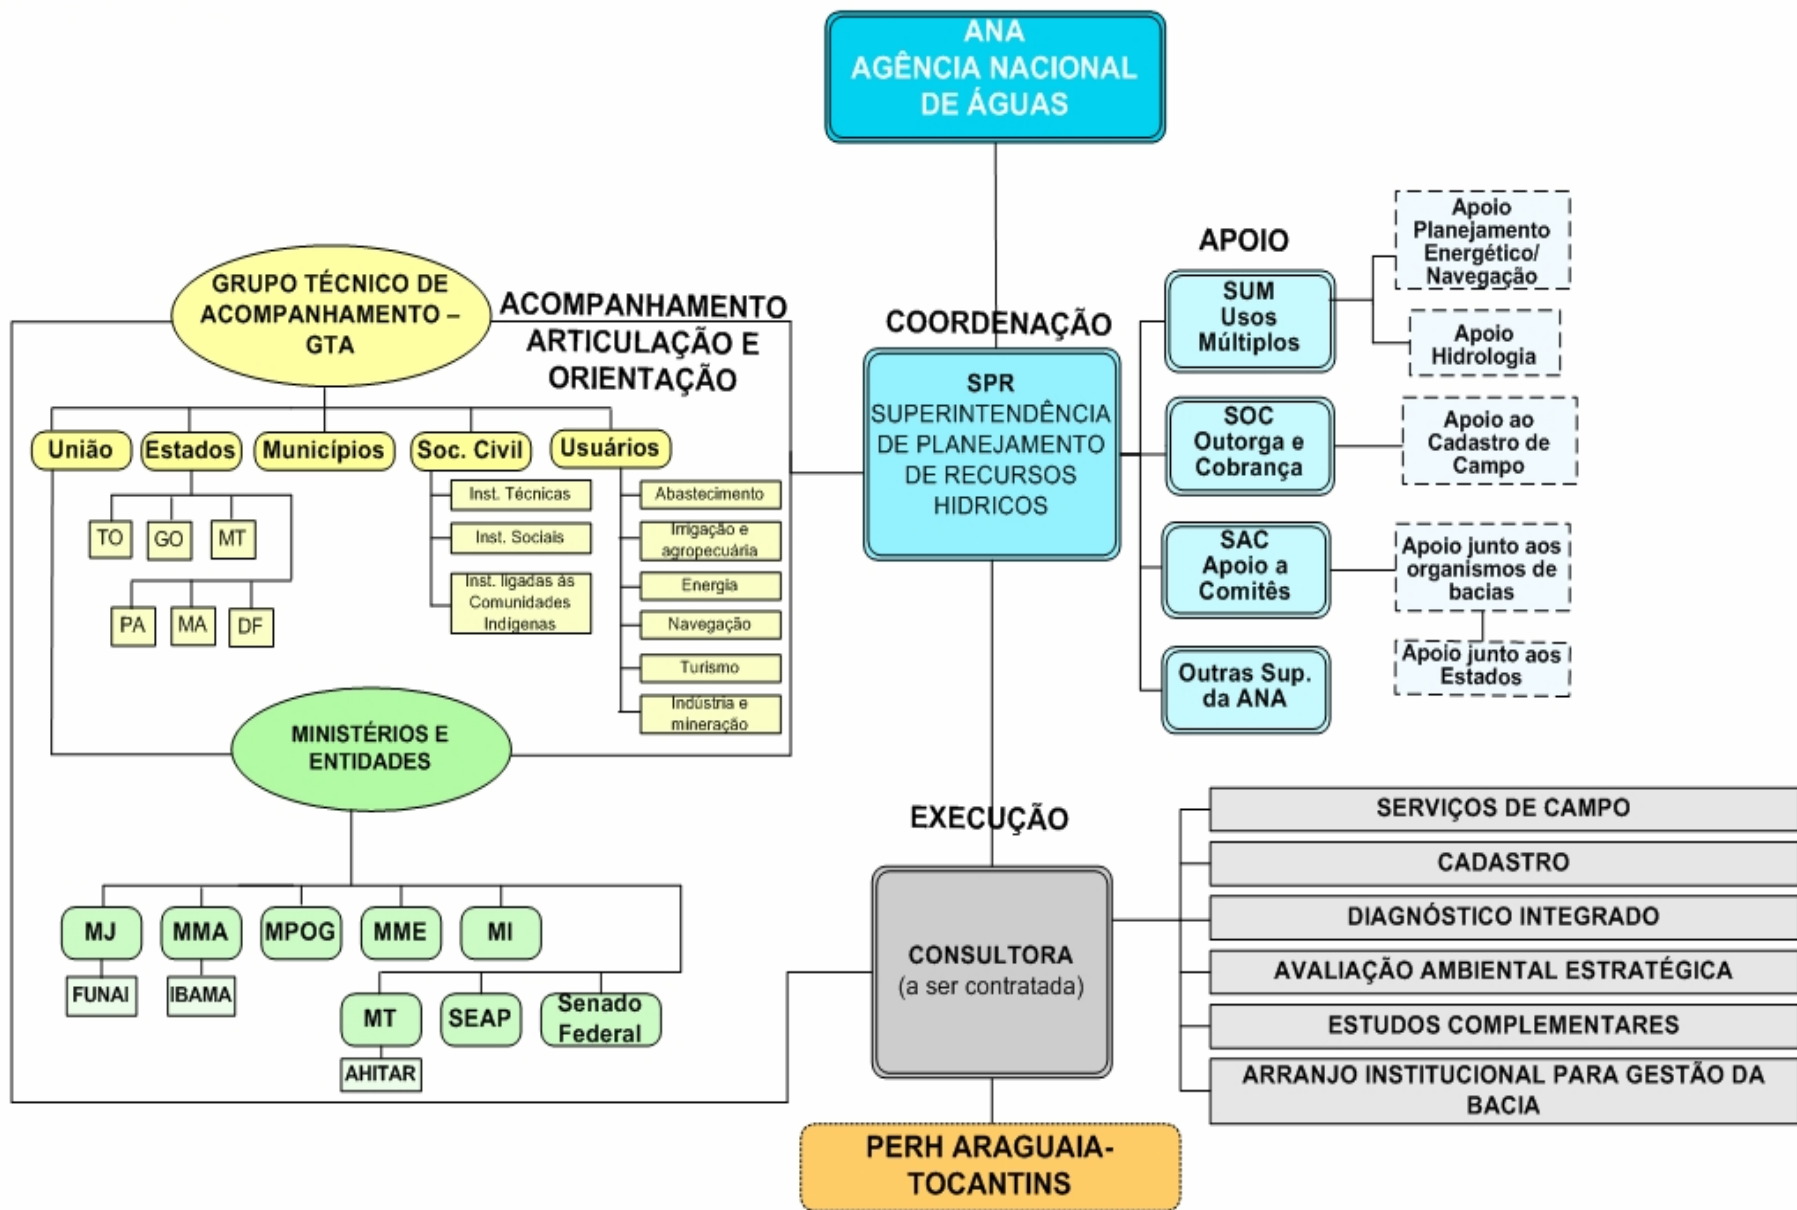 ANA
AGÊNCIA NACIONAL
DE ÁGUAS
APOIO
SUM
Usos
Múltiplos
Apoio
Planejamento
Energético/
Navegação
Apoio
Hidrologia
GRUPO TÉCNICO DE
ACOMPANHAMENTO –
GTA
ACOMPANHAMENTO
ARTICULAÇÃO E
ORIENTAÇÃO
COORDENAÇÃO
SPR
SUPERINTENDÊNCIA
DE PLANEJAMENTO
DE RECURSOS
HIDRICOS
SOC
Outorga e
Cobrança
Apoio ao
Cadastro de
Campo
SAC
Apoio a
Comitês
Apoio junto aos
organismos de
bacias
Apoio junto aos
Estados
Outras Sup.
da ANA
União
Estados
Municípios
Soc. Civil
Usuários
TO
GO
MT
PA
MA
DF
Inst. Técnicas
Inst. Sociais
Inst. ligadas às
Comunidades
Indígenas
Abastecimento
Irrigação e
agropecuária
Energia
Navegação
Turismo
Indústria e
mineração
MINISTÉRIOS E
ENTIDADES
MJ
MMA
MPOG
MME
MI
FUNAI
IBAMA
MT
SEAP
Senado
Federal
AHITAR
EXECUÇÃO
CONSULTORA
(a ser contratada)
SERVIÇOS DE CAMPO
CADASTRO
DIAGNÓSTICO INTEGRADO
AVALIAÇÃO AMBIENTAL ESTRATÉGICA
ESTUDOS COMPLEMENTARES
ARRANJO INSTITUCIONAL PARA GESTÃO DA
BACIA
PERH ARAGUAIA-
TOCANTINS